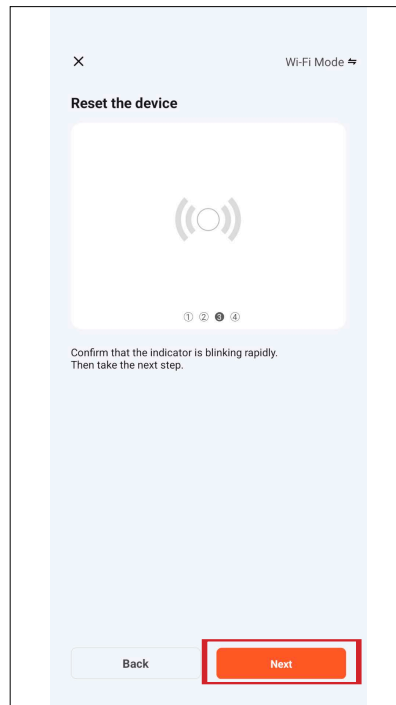 Wi-Fi Mode ⇋
Reset the device
① ② ❸ ④
Confirm that the indicator is blinking rapidly.
Then take the next step.
Back
Next